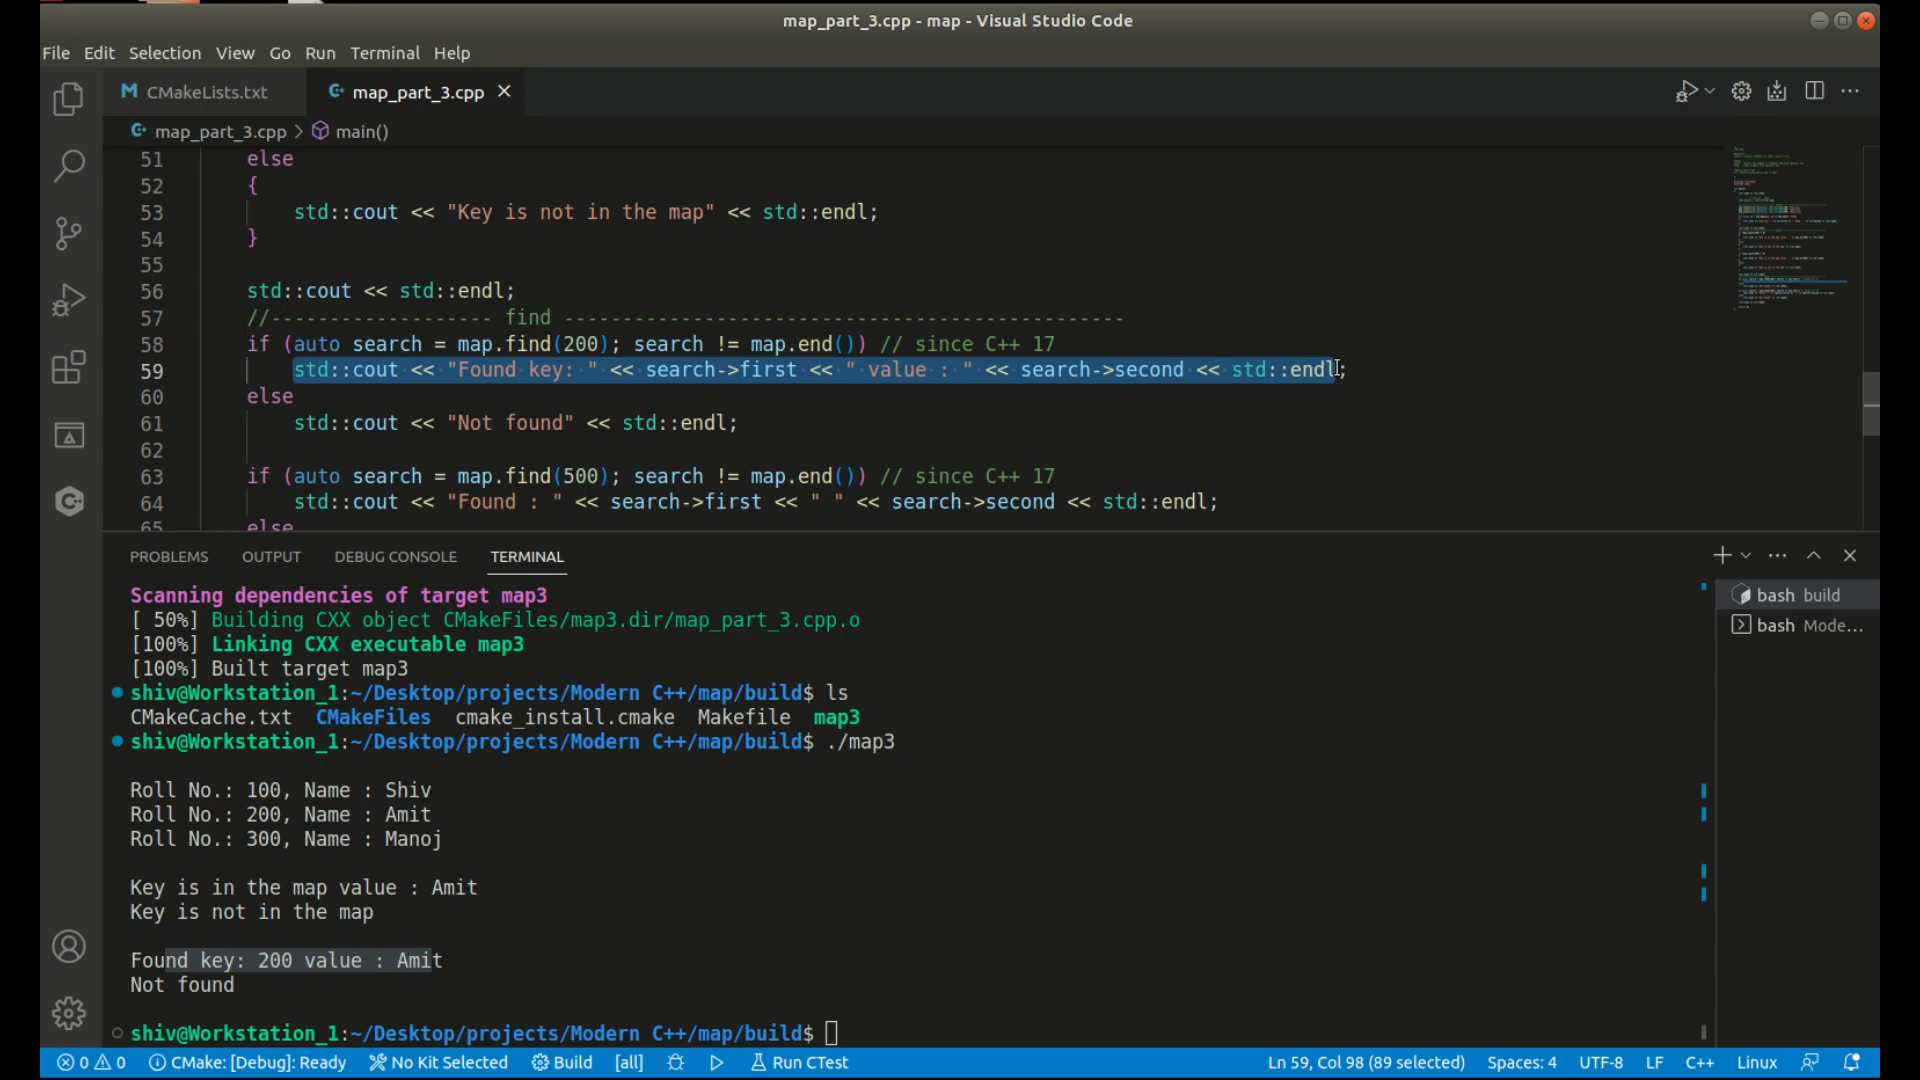 map_part_3.cpp - map - Visual Studio Code
File Edit Selection View Go Run Terminal Help
CMakeLists.txt map_part_3.cpp
map_part_3.cpp > main()
51 else
52 {
53 std::cout << "Key is not in the map" << std::endl;
54 }
55
56 std::cout << std::endl;
57 //------------------- find ------------------------------------------------
58 if (auto search = map.find(200); search != map.end()) // since C++ 17
59 std::cout << "Found key: " << search->first << " value : " << search->second << std::endl;
60 else
61 std::cout << "Not found" << std::endl;
62
63 if (auto search = map.find(500); search != map.end()) // since C++ 17
64 std::cout << "Found : " << search->first << " " << search->second << std::endl;
65 else
PROBLEMS OUTPUT DEBUG CONSOLE TERMINAL
Scanning dependencies of target map3
[ 50%] Building CXX object CMakeFiles/map3.dir/map_part_3.cpp.o
[100%] Linking CXX executable map3
[100%] Built target map3
shiv@Workstation_1:~/Desktop/projects/Modern C++/map/build$ ls
CMakeCache.txt CMakeFiles cmake_install.cmake Makefile map3
shiv@Workstation_1:~/Desktop/projects/Modern C++/map/build$ ./map3
Roll No.: 100, Name : Shiv
Roll No.: 200, Name : Amit
Roll No.: 300, Name : Manoj
Key is in the map value : Amit
Key is not in the map
Found key: 200 value : Amit
Not found
shiv@Workstation_1:~/Desktop/projects/Modern C++/map/build$
bash build
bash Mode...
0 0 CMake: [Debug]: Ready No Kit Selected Build [all] Run CTest Ln 59, Col 98 (89 selected) Spaces: 4 UTF-8 LF C++ Linux